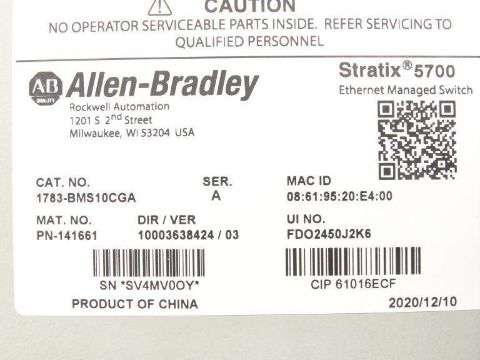 CAUTION
NO OPERATOR SERVICEABLE PARTS INSIDE. REFER SERVICING TO
QUALIFIED PERSONNEL
AB QUALITY Allen-Bradley
Rockwell Automation
1201 S 2nd Street
Milwaukee, WI 53204 USA
Stratix® 5700
Ethernet Managed Switch
CAT. NO. SER. MAC ID
1783-BMS10CGA A 08:61:95:20:E4:00
MAT. NO. DIR / VER UI NO.
PN-141661 10003638424 / 03 FDO2450J2K6
SN *SV4MV0OY* CIP 61016ECF
PRODUCT OF CHINA 2020/12/10